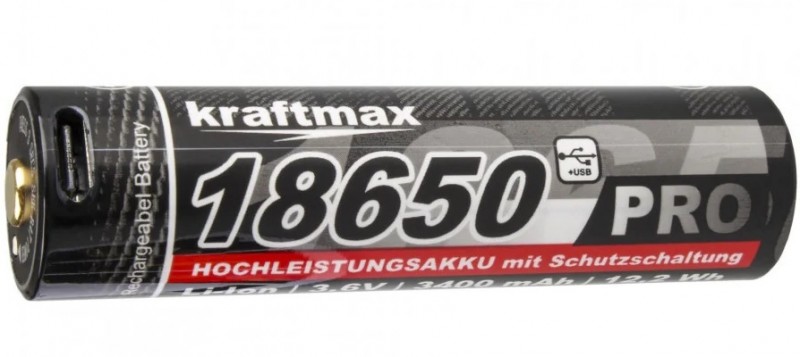 kraftmax
18650
+USB
PRO
HOCHLEISTUNGSAKKU mit Schutzschaltung
Li-Ion / 3,6V / 3400 mAh / 12,2 Wh
Rechargeabel Battery